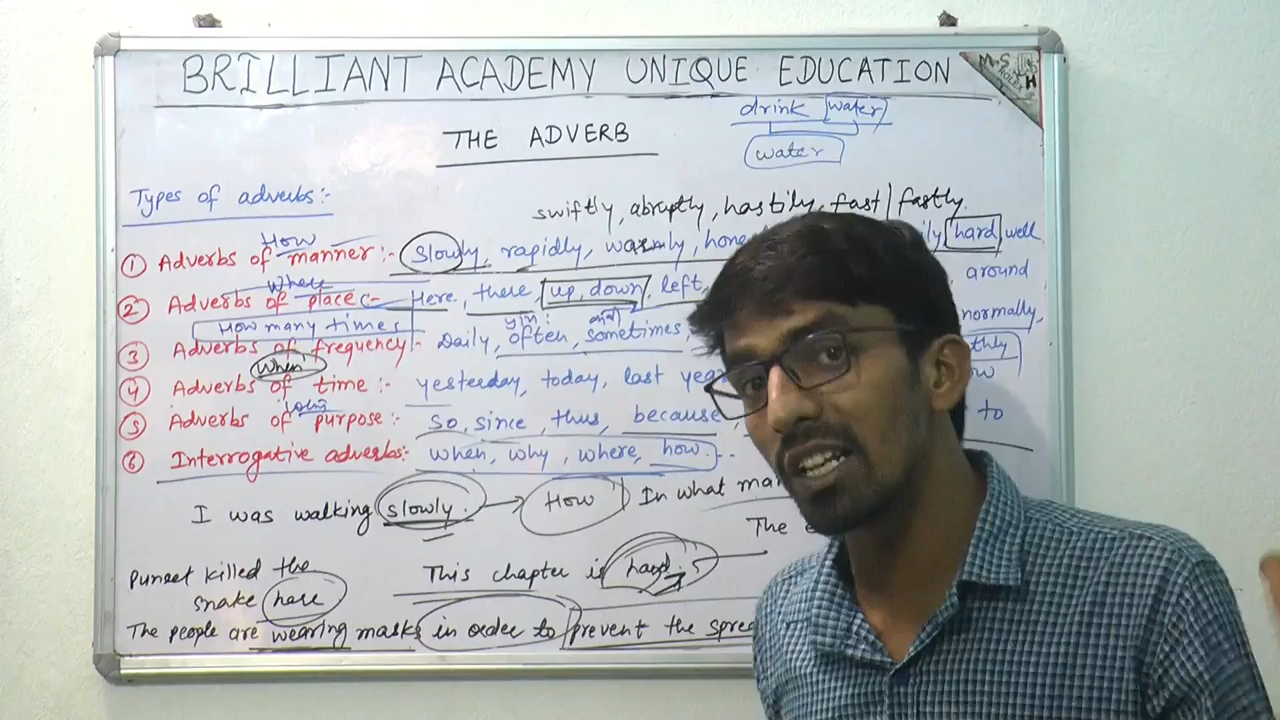 BRILLIANT ACADEMY UNIQUE EDUCATION
M.S
H
drink water
THE ADVERB
water
Types of adverbs:-
swiftly, abruptly, hastily, fast/fastly
How
① Adverbs of manner:- slowly, rapidly, warmly, hard well
where
② Adverbs of place:- Here, there, up, down, left, around
How many times
③ Adverbs of frequency:- Daily, often, sometimes normally,
when
④ Adverbs of time:- yesterday, today, last
⑤ Adverbs of purpose:- So, since, thus, because, to
⑥ Interrogative adverbs:- when, why, where, how...
I was walking slowly. → How In what
The
Puneet killed the
snake here
This chapter is hard.
The people are wearing masks in order to prevent the